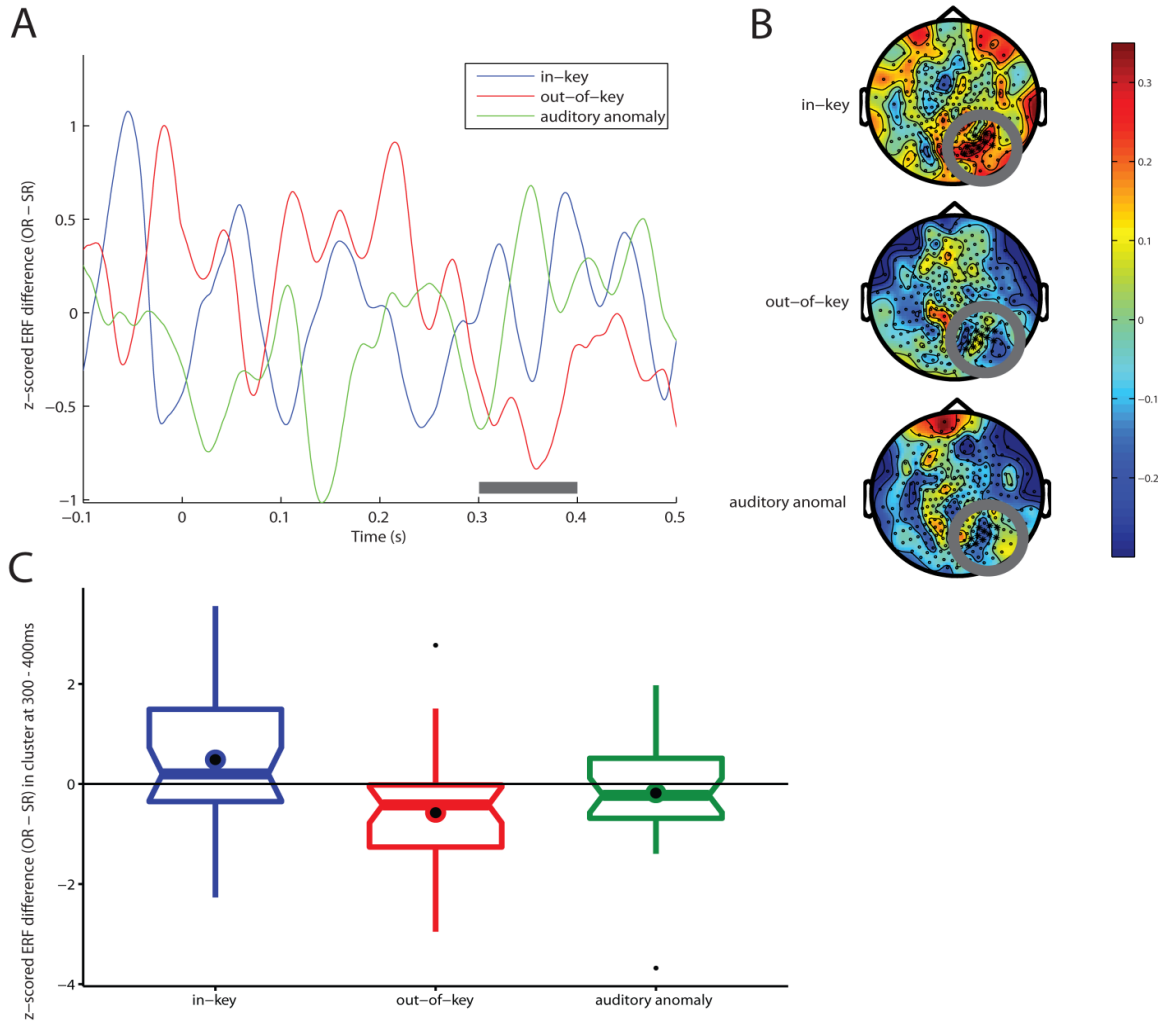 A
in−key
out−of−key
auditory anomaly
z−scored ERF difference (OR − SR)
1
0.5
0
−0.5
−1
−0.1
0
0.1
0.2
0.3
0.4
0.5
Time (s)
B
in−key
out−of−key
auditory anomal
0.3
0.2
0.1
0
−0.1
−0.2
C
z−scored ERF difference (OR − SR) in cluster at 300 - 400ms
2
0
−2
−4
in−key
out−of−key
auditory anomaly